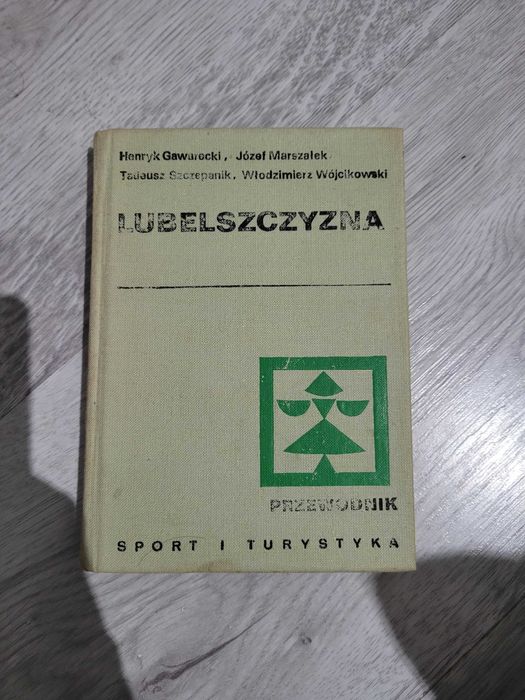 Henryk Gawarecki, Józef Marszałek,
Tadeusz Szczepanik, Włodzimierz Wójcikowski
LUBELSZCZYZNA
PRZEWODNIK
SPORT I TURYSTYKA